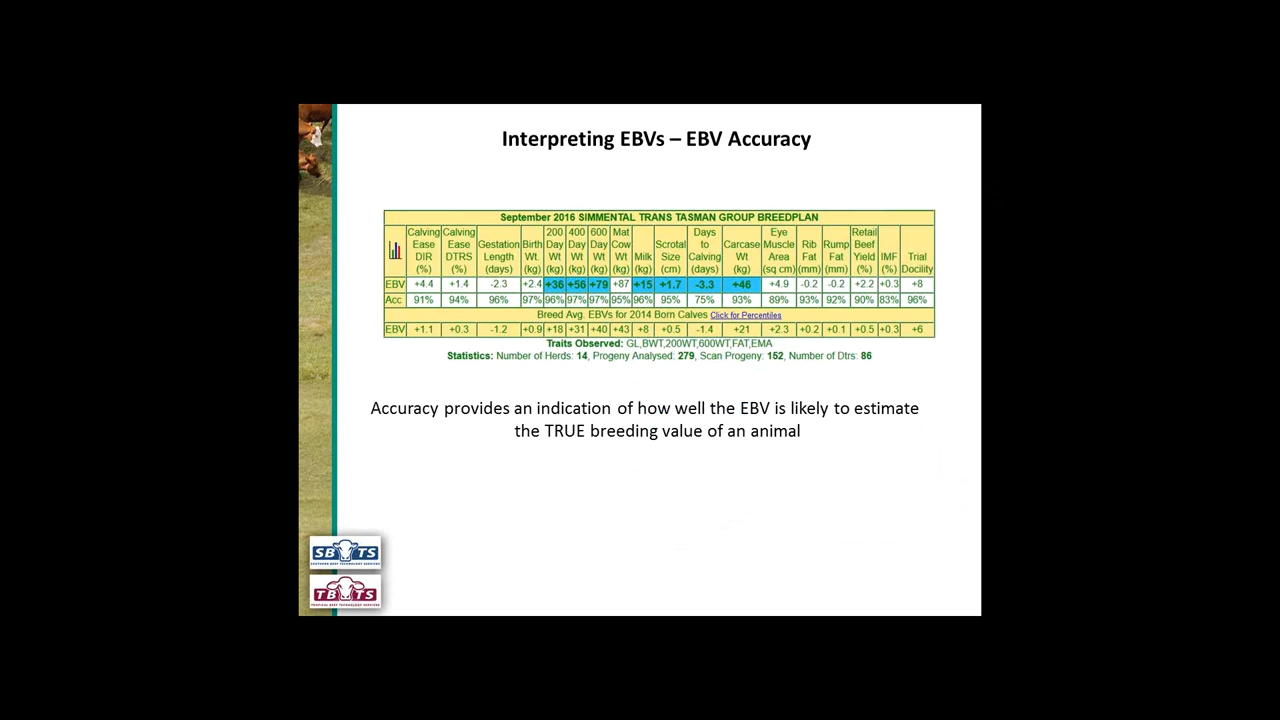 Interpreting EBVs – EBV Accuracy
September 2016 SIMMENTAL TRANS TASMAN GROUP BREEDPLAN
Calving Ease DIR (%) Calving Ease DTRS (%) Gestation Length (days) Birth Wt. (kg) 200 Day Wt (kg) 400 Day Wt (kg) 600 Day Wt (kg) Mat Cow Wt (kg) Milk (kg) Scrotal Size (cm) Days to Calving (days) Carcase Wt (kg) Eye Muscle Area (sq cm) Rib Fat (mm) Rump Fat (mm) Retail Beef Yield (%) IMF (%) Trial Docility
EBV +4.4 +1.4 -2.3 +2.4 +36 +56 +79 +87 +15 +1.7 -3.3 +46 +4.9 -0.2 -0.2 +2.2 +0.3 +8
Acc 91% 94% 96% 97% 96% 97% 97% 95% 96% 95% 75% 93% 89% 93% 92% 90% 83% 96%
Breed Avg. EBVs for 2014 Born Calves Click for Percentiles
EBV +1.1 +0.3 -1.2 +0.9 +18 +31 +40 +43 +8 +0.5 -1.4 +21 +2.3 +0.2 +0.1 +0.5 +0.3 +6
Traits Observed: GL,BWT,200WT,600WT,FAT,EMA
Statistics: Number of Herds: 14, Progeny Analysed: 279, Scan Progeny: 152, Number of Dtrs: 86
Accuracy provides an indication of how well the EBV is likely to estimate
the TRUE breeding value of an animal
SBTS
SOUTHERN BEEF TECHNOLOGY SERVICES
TBTS
TROPICAL BEEF TECHNOLOGY SERVICES